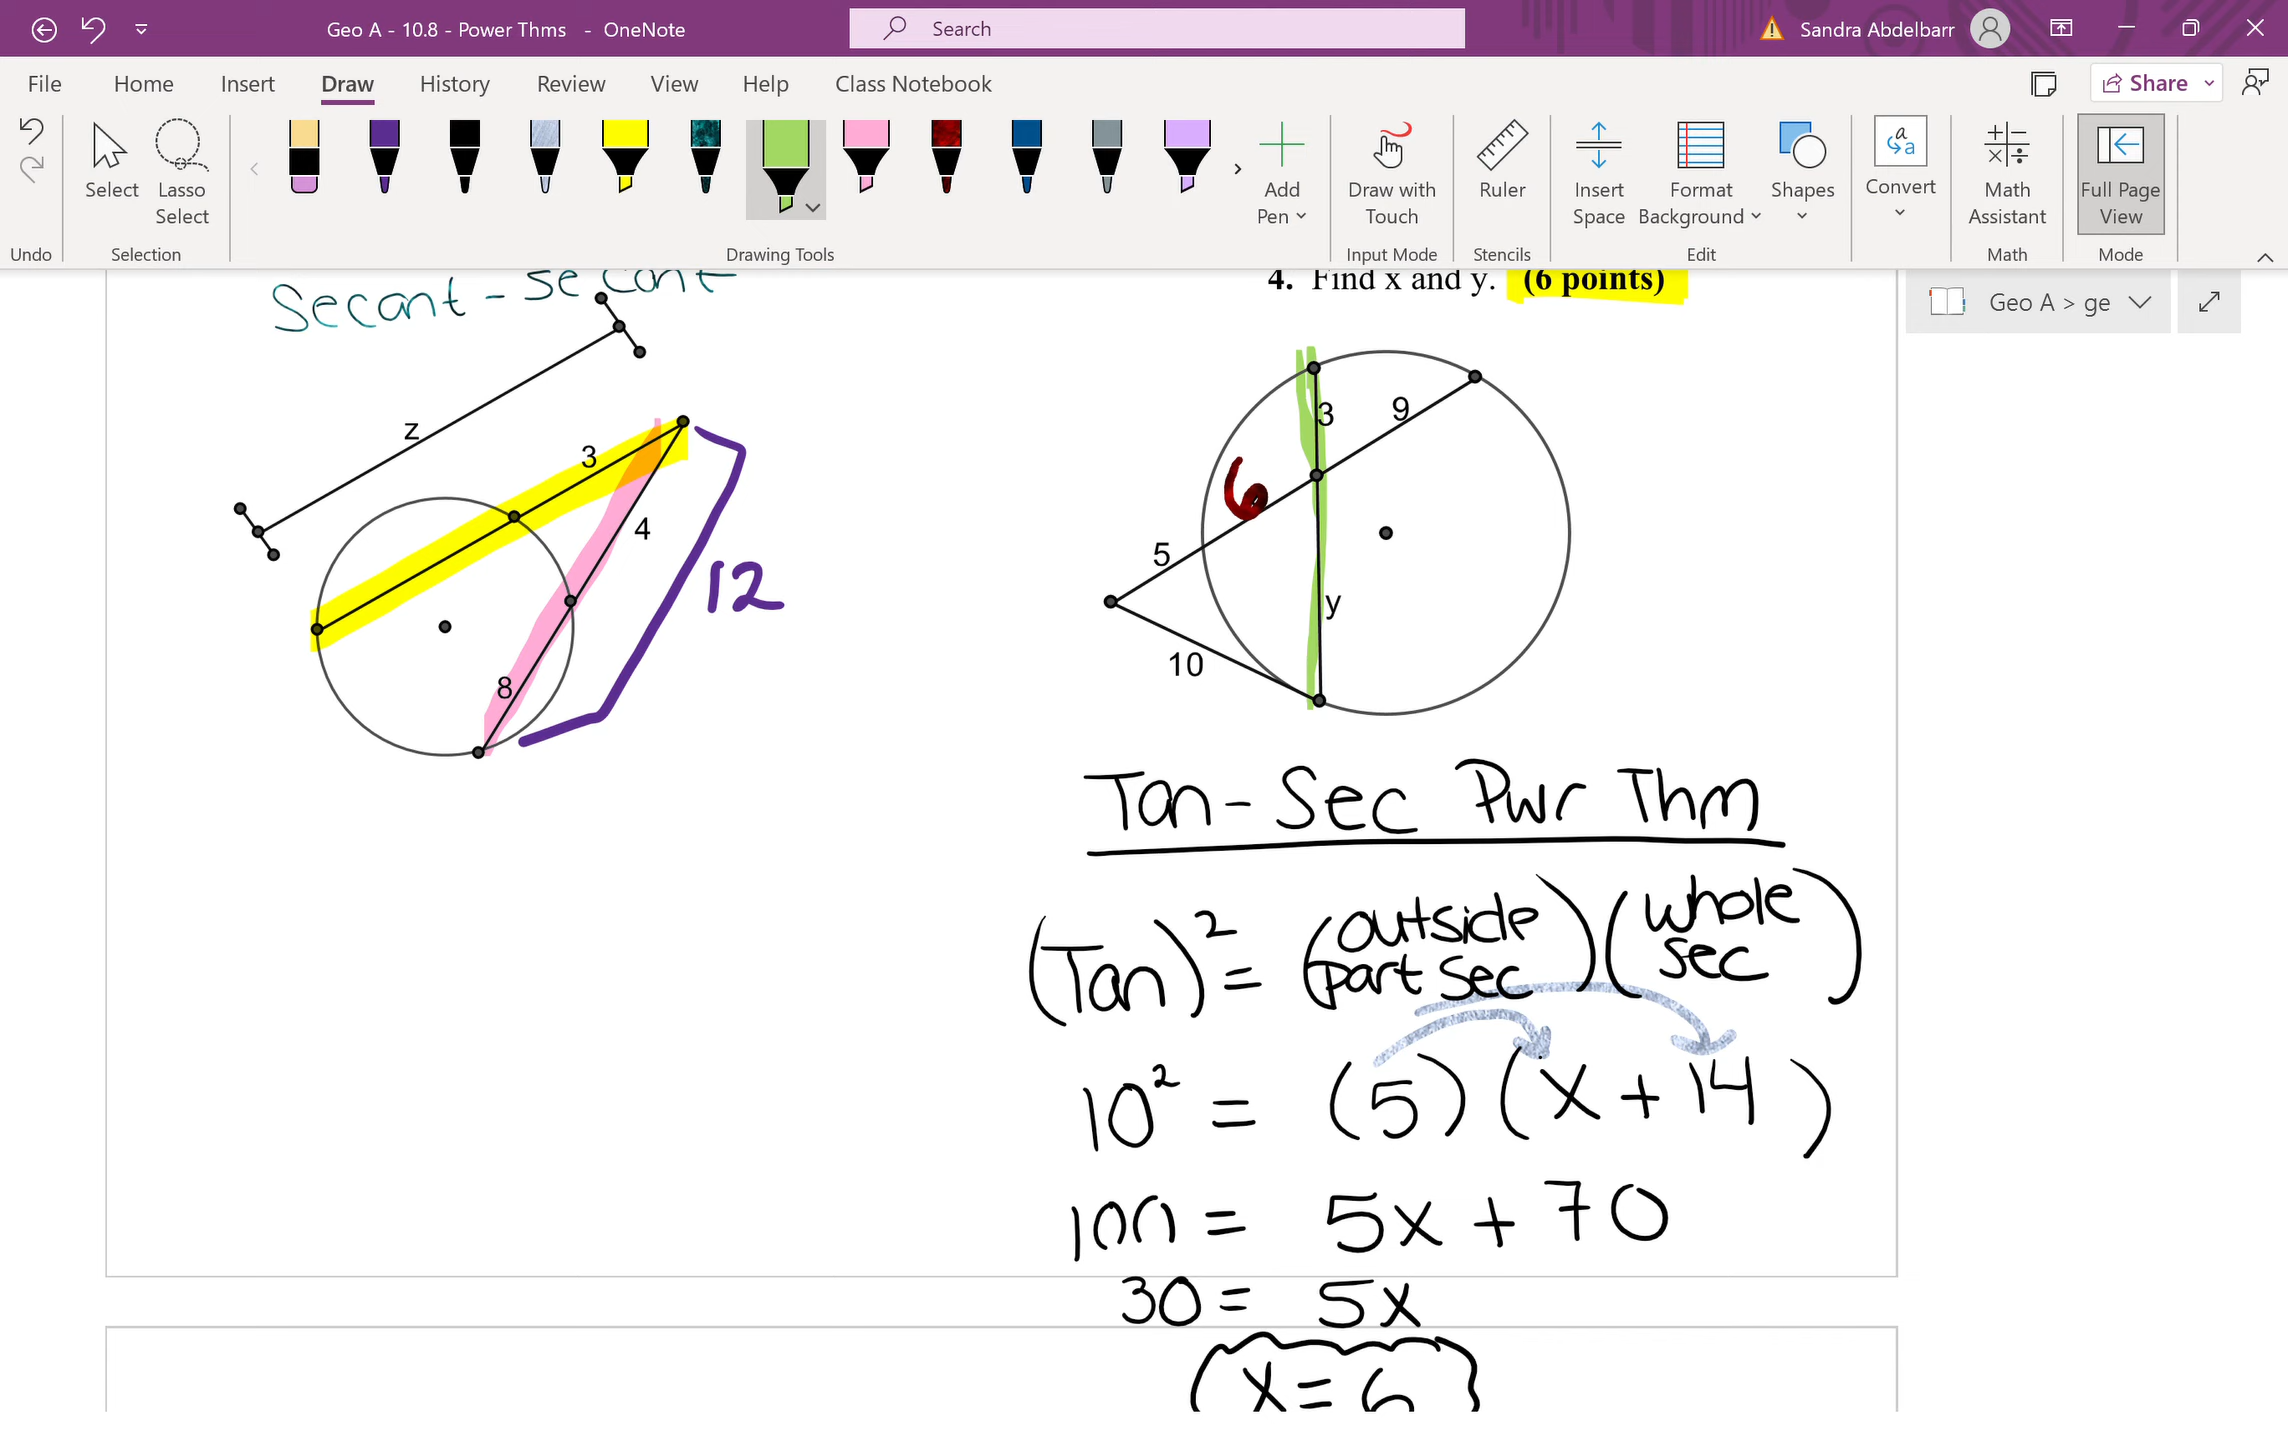 Geo A - 10.8 - Power Thms - OneNote
Search
Sandra Abdelbarr
File Home Insert Draw History Review View Help Class Notebook
Share
Select
Lasso Select
Add Pen
Draw with Touch
Ruler
Insert Space
Format Background
Shapes
Convert
Math Assistant
Full Page View
Undo Selection Drawing Tools Input Mode Stencils Edit Math Mode
Geo A > ge
Secant - secant
z
3
4
8
12
4. Find x and y. (6 points)
3
9
6
5
y
10
Tan - Sec Pwr Thm
(Tan)² = (outside part sec)(whole sec)
10² = (5)(x + 14)
100 = 5x + 70
30 = 5x
x = 6